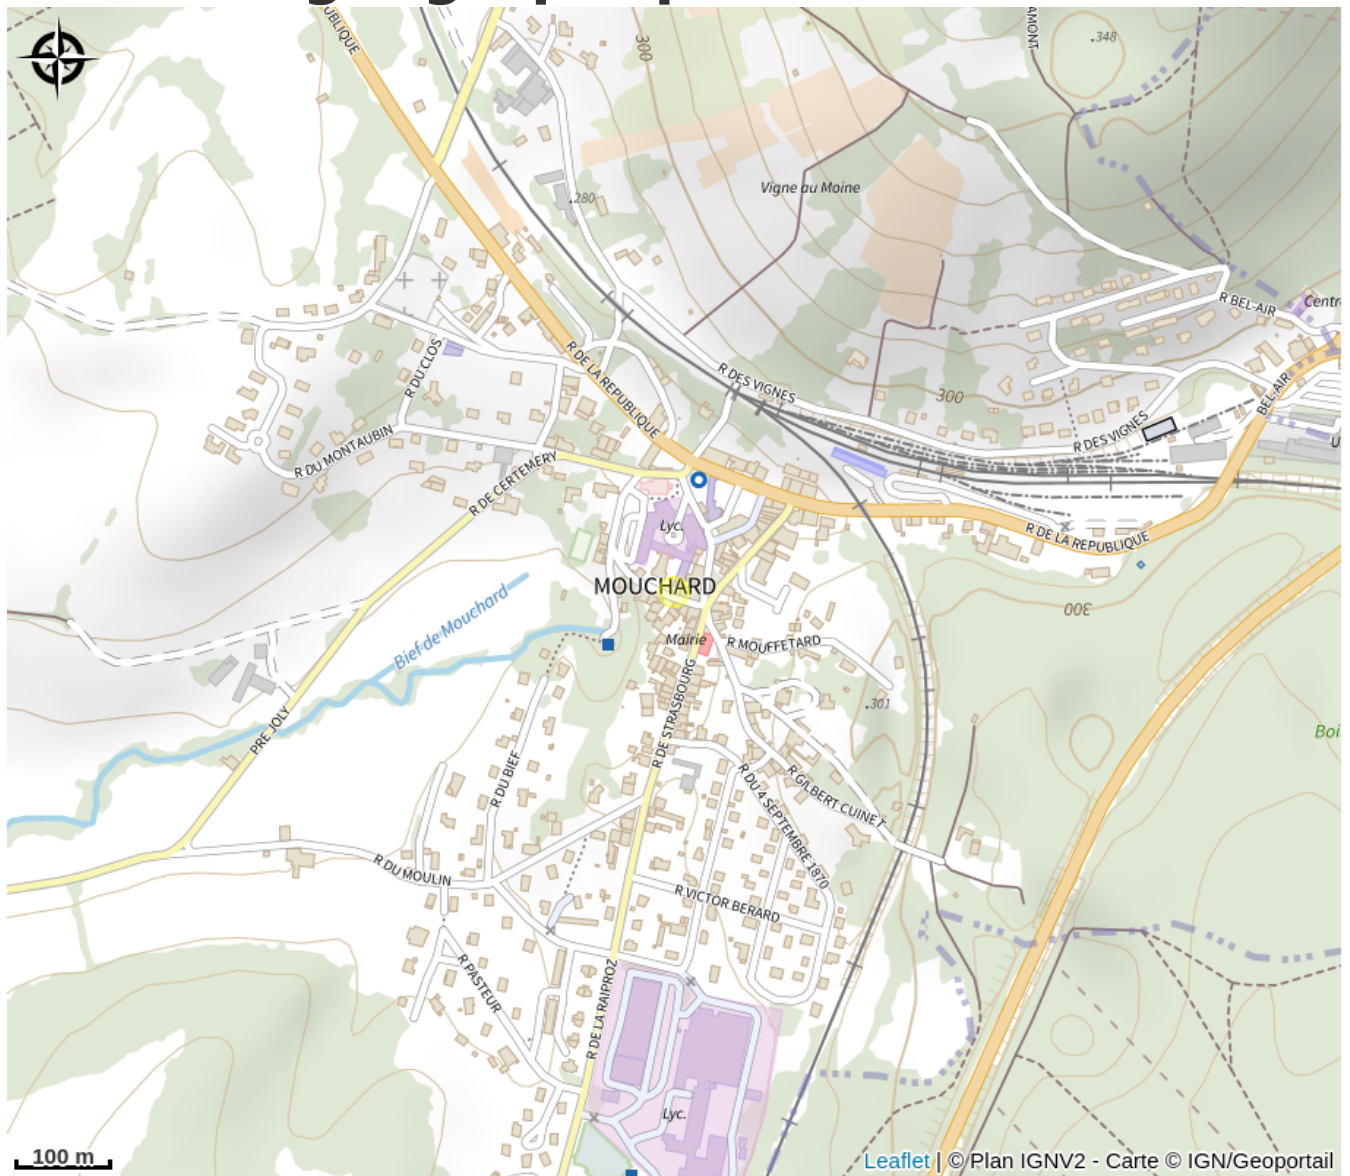 UBLIQUE
300
AMONT
.348
Vigne au Moine
.280
R BEL-AIR
Centr
R DU CLOS
R DE LA REPUBLIQUE
R DES VIGNES
300
BEL-AIR
R DES VIGNES
U
R DU MONTAUBIN
R DE CERTEMERY
Lyc.
R DE LA REPUBLIQUE
MOUCHARD
300
Bief de Mouchard
Mairie
R MOUFFETARD
.301
PRE JOLY
R DE STRASBOURG
Boi
R DU BIEF
R GILBERT CUINET
R DU 4 SEPTEMBRE 1870
R DU MOULIN
R VICTOR BERARD
R PASTEUR
R DE LA RAIPROZ
Lyc.
100 m
Leaflet | © Plan IGNV2 - Carte © IGN/Geoportail